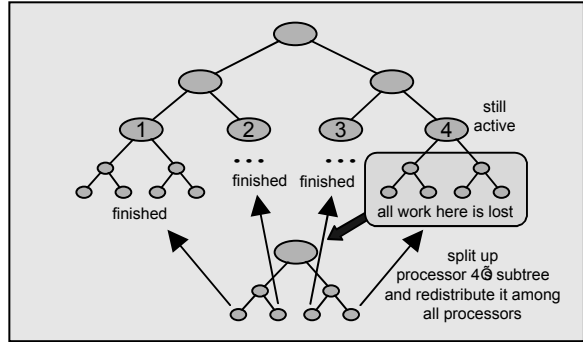 1
2
3
4
still
active
finished
finished
finished
all work here is lost
split up
processor subtree
and redistribute it among
all processors